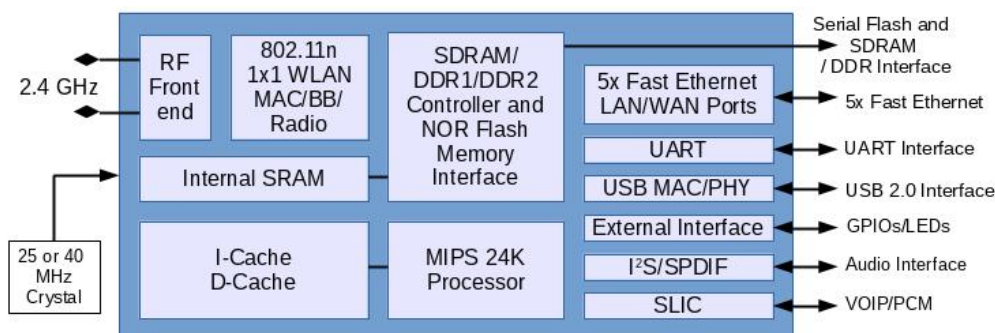 2.4 GHz
RF
Front
end
802.11n
1x1 WLAN
MAC/BB/
Radio
SDRAM/
DDR1/DDR2
Controller and
NOR Flash
Memory
Interface
5x Fast Ethernet
LAN/WAN Ports
UART
USB MAC/PHY
External Interface
I²S/SPDIF
SLIC
Internal SRAM
I-Cache
D-Cache
MIPS 24K
Processor
25 or 40
MHz
Crystal
Serial Flash and
SDRAM
/ DDR Interface
5x Fast Ethernet
UART Interface
USB 2.0 Interface
GPIOs/LEDs
Audio Interface
VOIP/PCM